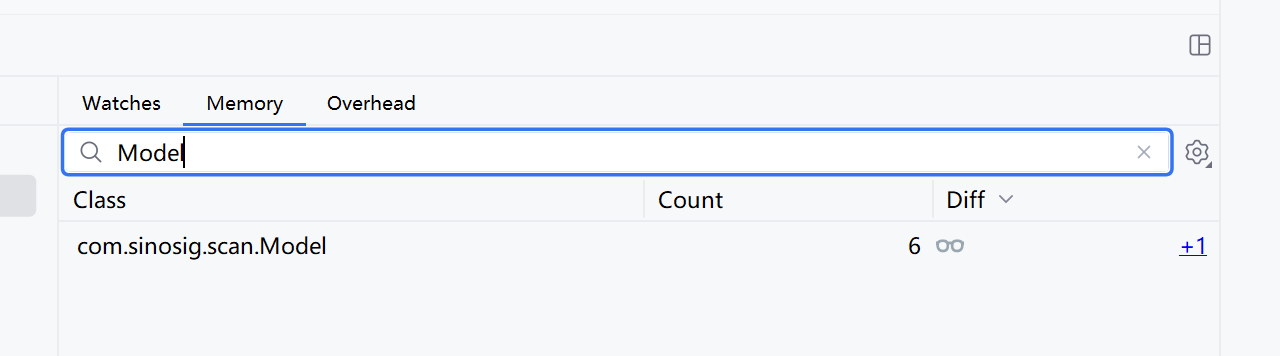 Watches Memory Overhead
Model
Class Count Diff
com.sinosig.scan.Model 6 +1